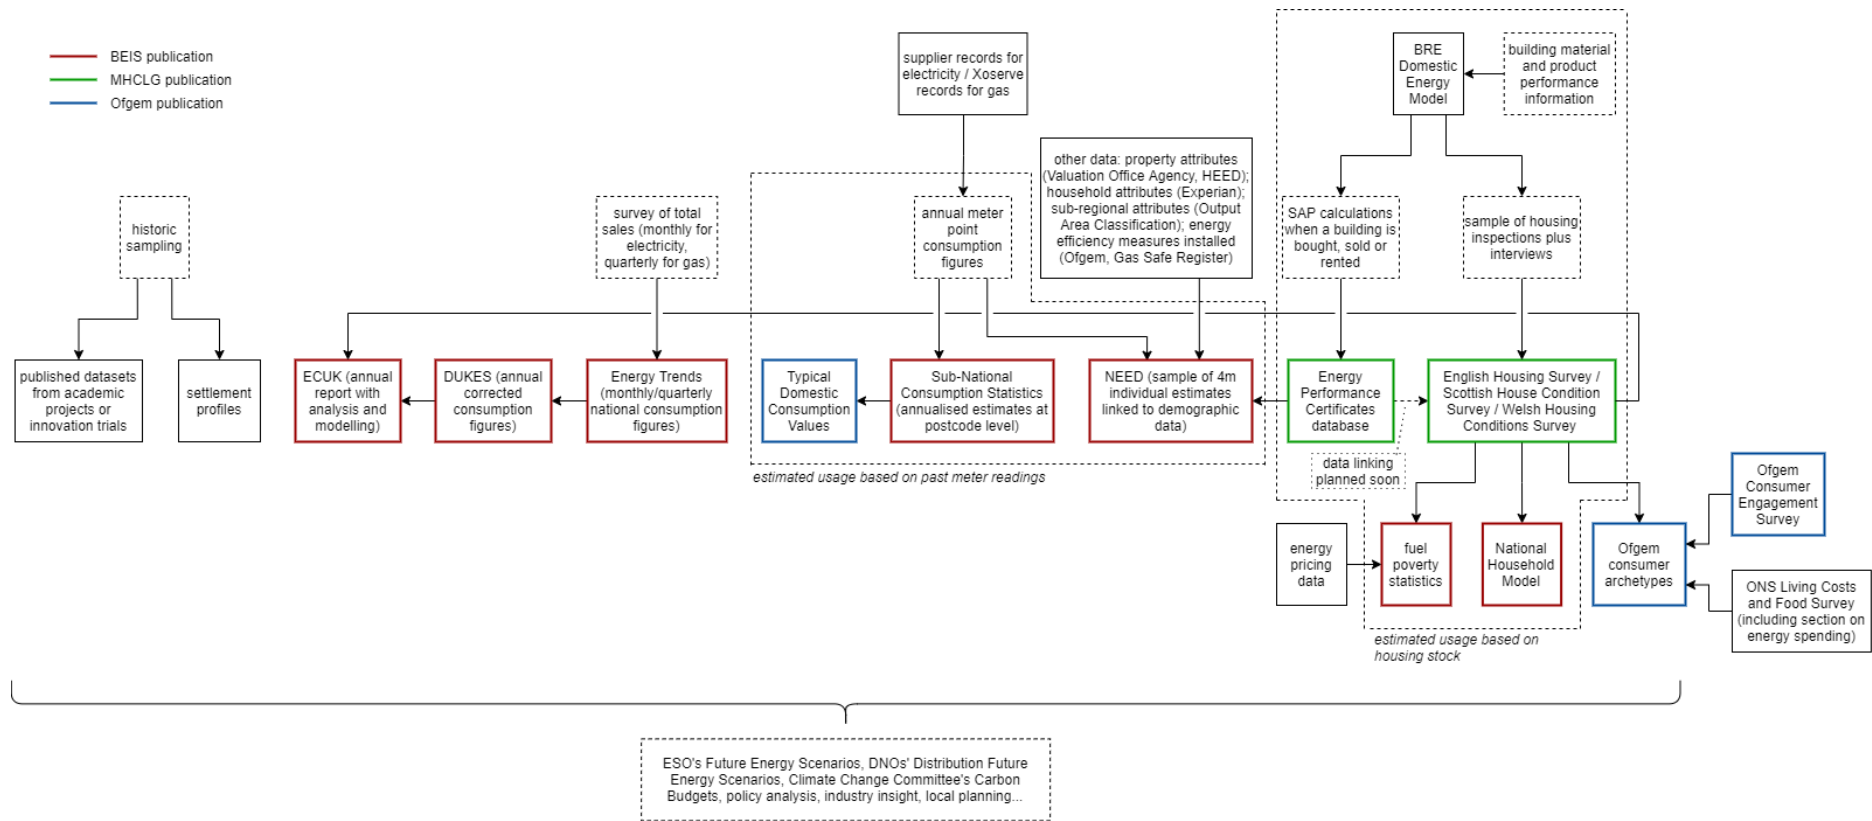 BEIS publication
MHCLG publication
Ofgem publication
supplier records for
electricity / Xoserve
records for gas
BRE
Domestic
Energy
Model
building material
and product
performance
information
other data: property attributes
(Valuation Office Agency, HEED);
household attributes (Experian);
sub-regional attributes (Output
Area Classification); energy
efficiency measures installed
(Ofgem, Gas Safe Register)
historic
sampling
survey of total
sales (monthly for
electricity,
quarterly for gas)
annual meter
point
consumption
figures
SAP calculations
when a building is
bought, sold or
rented
sample of housing
inspections plus
interviews
published datasets
from academic
projects or
innovation trials
settlement
profiles
ECUK (annual
report with
analysis and
modelling)
DUKES (annual
corrected
consumption
figures)
Energy Trends
(monthly/quarterly
national consumption
figures)
Typical
Domestic
Consumption
Values
Sub-National
Consumption Statistics
(annualised estimates at
postcode level)
NEED (sample of 4m
individual estimates
linked to demographic
data)
Energy
Performance
Certificates
database
English Housing Survey /
Scottish House Condition
Survey / Welsh Housing
Conditions Survey
data linking
planned soon
estimated usage based on past meter readings
Ofgem
Consumer
Engagement
Survey
energy
pricing
data
fuel
poverty
statistics
National
Household
Model
Ofgem
consumer
archetypes
ONS Living Costs
and Food Survey
(including section on
energy spending)
estimated usage based on
housing stock
ESO's Future Energy Scenarios, DNOs' Distribution Future
Energy Scenarios, Climate Change Committee's Carbon
Budgets, policy analysis, industry insight, local planning...